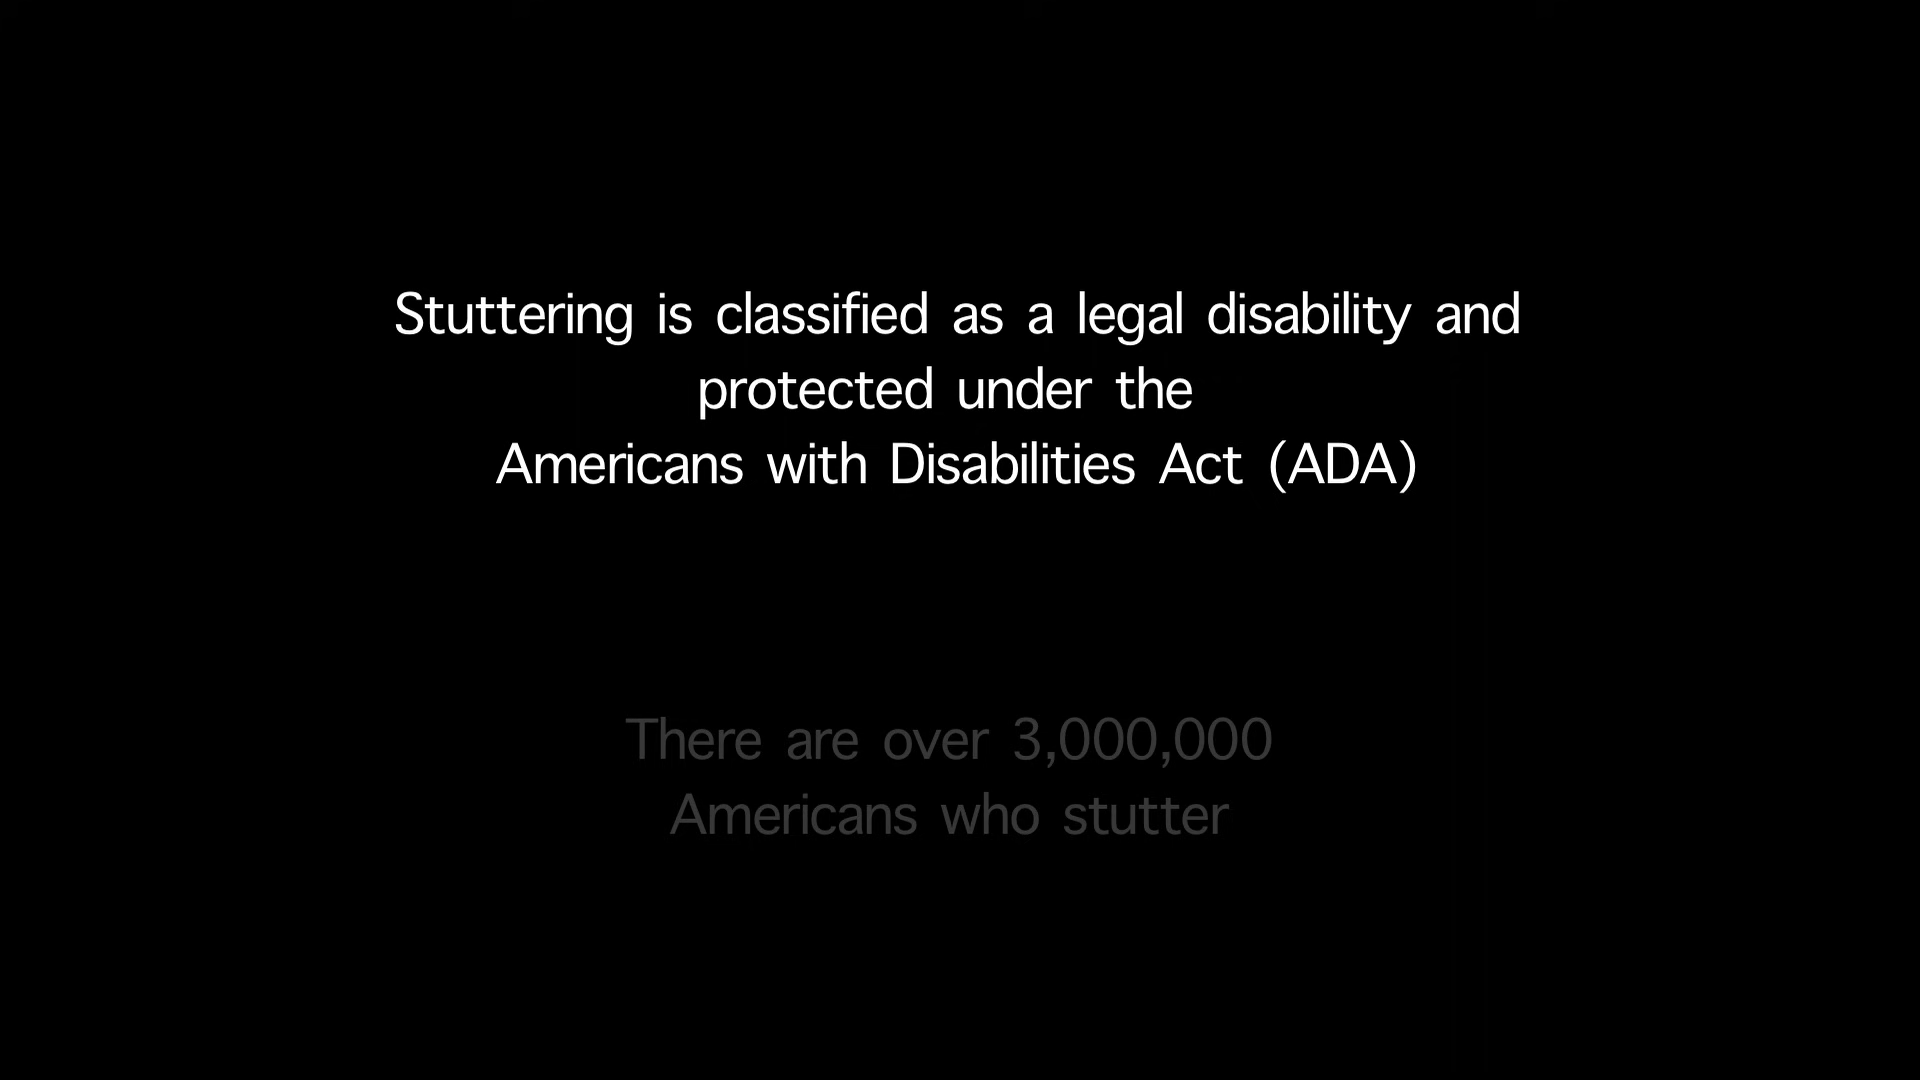 Stuttering is classified as a legal disability and
protected under the
Americans with Disabilities Act (ADA)
There are over 3,000,000
Americans who stutter